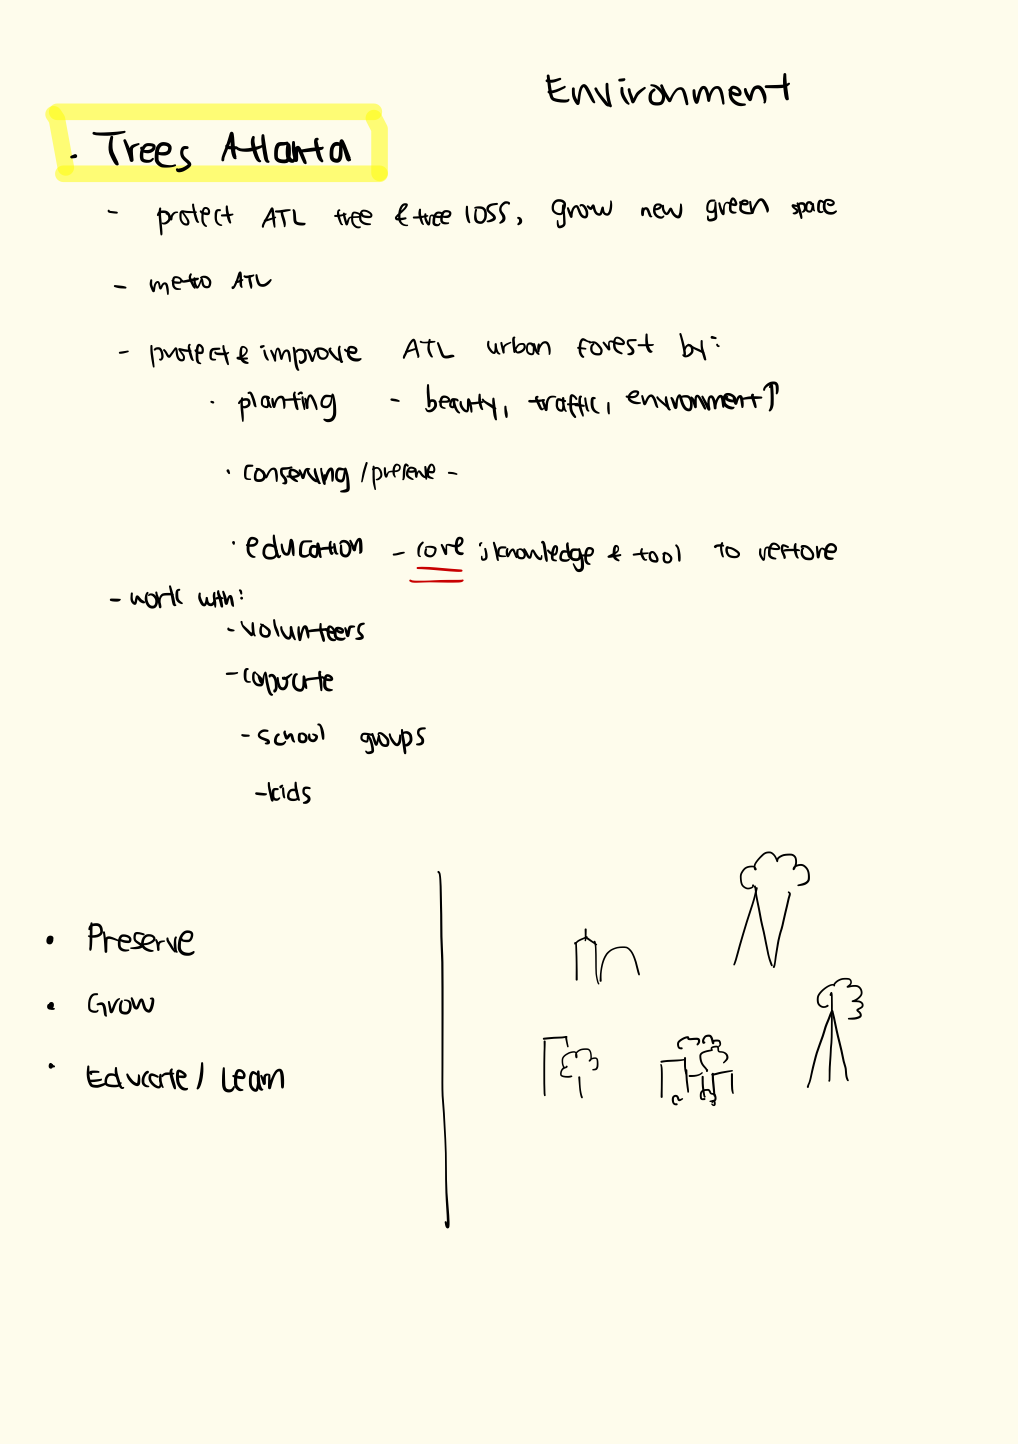 Environment
· Trees Atlanta
- protect ATL tree & tree loss, grow new green space
- metro ATL
- protect & improve ATL urban forest by:
· planting - beauty, traffic, environment↑
· conserving / preserve -
· education - core knowledge & tool to restore
- work with:
- volunteers
- coporate
- school groups
- kids
• Preserve
• Grow
• Educate / Learn